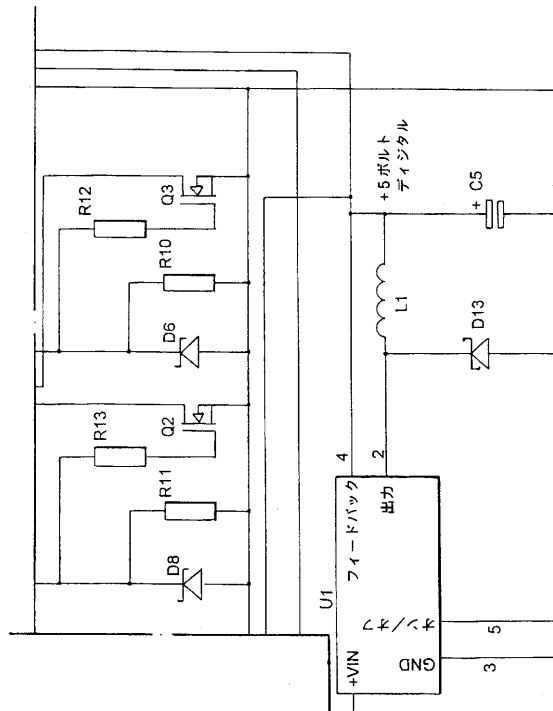 R12
Q3
R10
D6
R13
Q2
R11
D8
+5ボルト
ディジタル
C5
+
L1
D13
4
2
U1
フィードバック
出力
オン/オフ
+VIN
GND
5
3